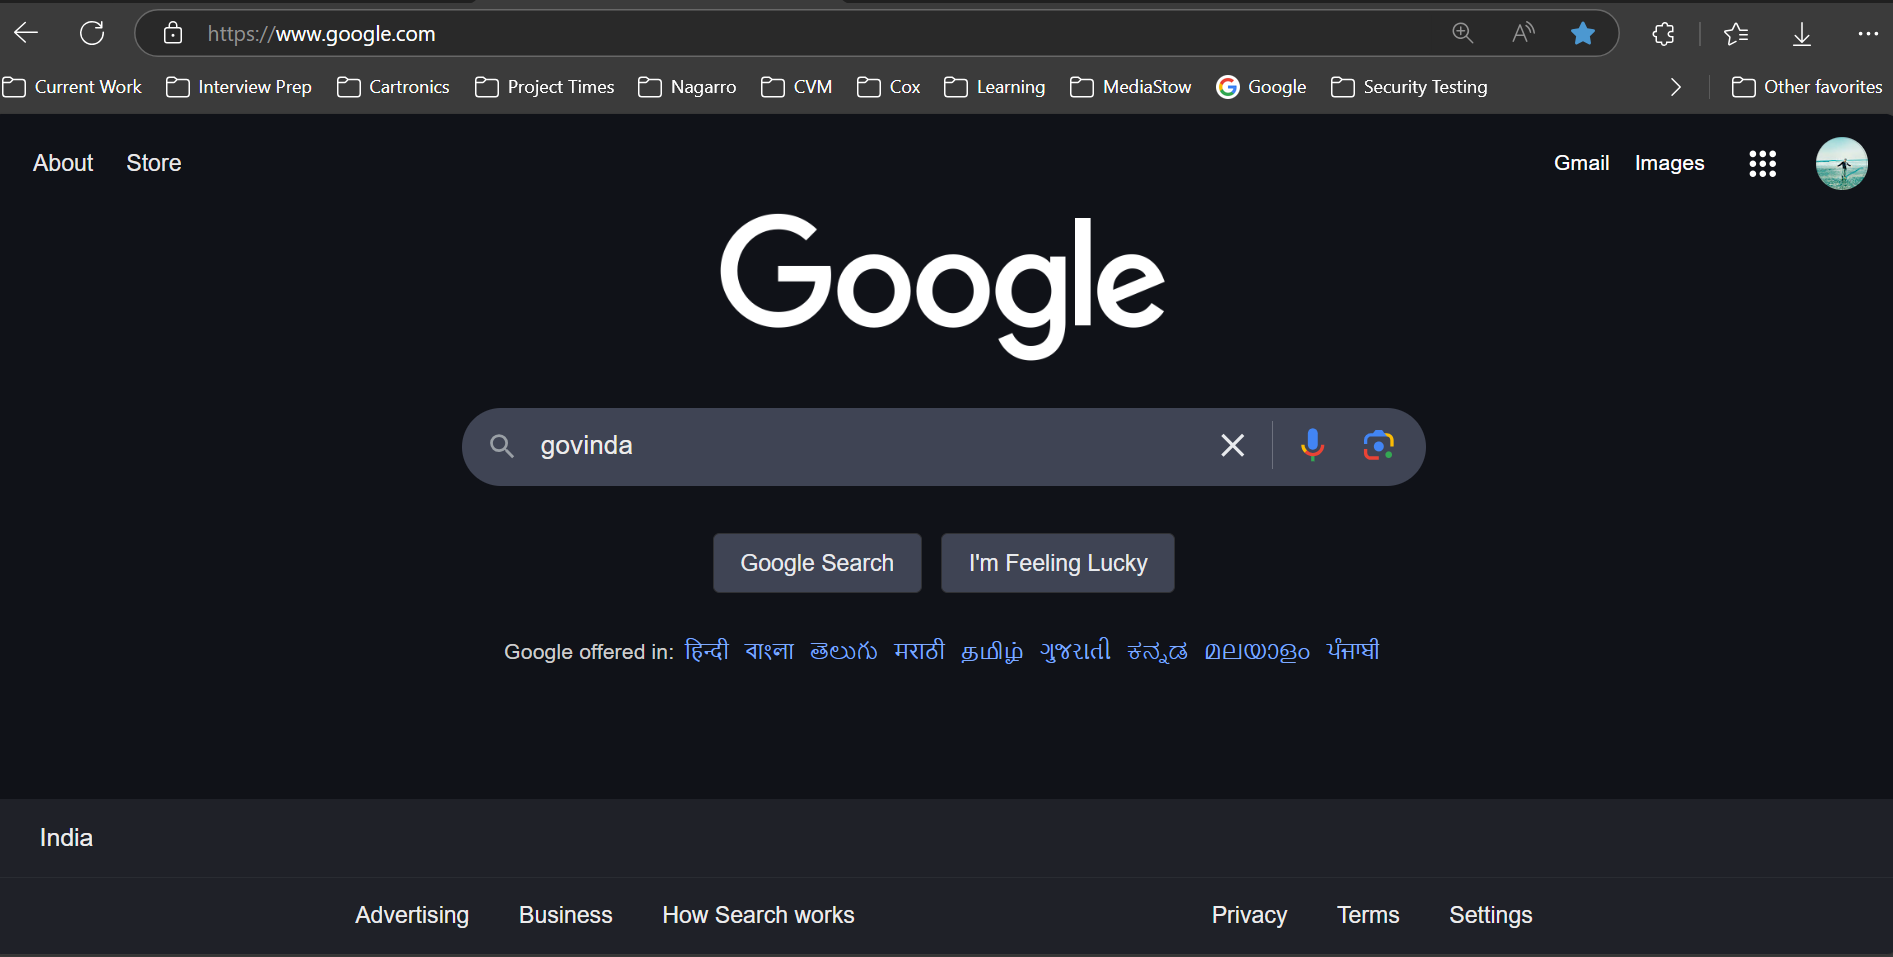 https://www.google.com
Current Work Interview Prep Cartronics Project Times Nagarro CVM Cox Learning MediaStow Google Security Testing Other favorites
About Store Gmail Images
Google
govinda
Google Search I'm Feeling Lucky
Google offered in: हिन्दी বাংলা తెలుగు मराठी தமிழ் ગુજરાતી ಕನ್ನಡ മലയാളം ਪੰਜਾਬੀ
India
Advertising Business How Search works Privacy Terms Settings